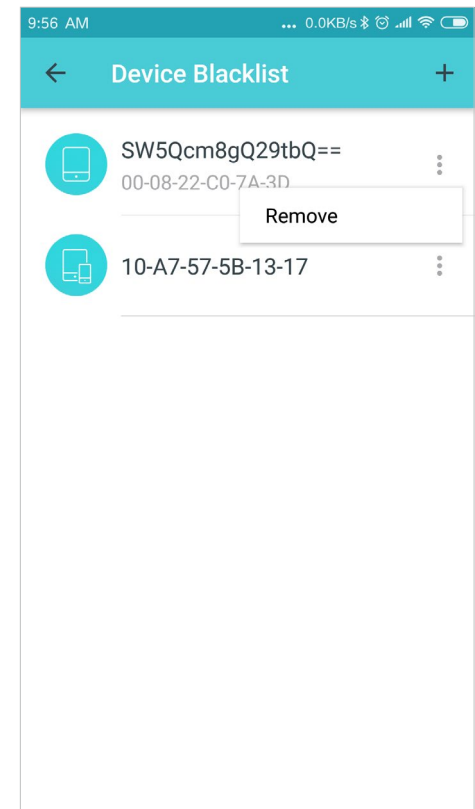 9:56 AM ... 0.0KB/s
Device Blacklist
SW5Qcm8gQ29tbQ==
00-08-22-C0-7A-3D
Remove
10-A7-57-5B-13-17